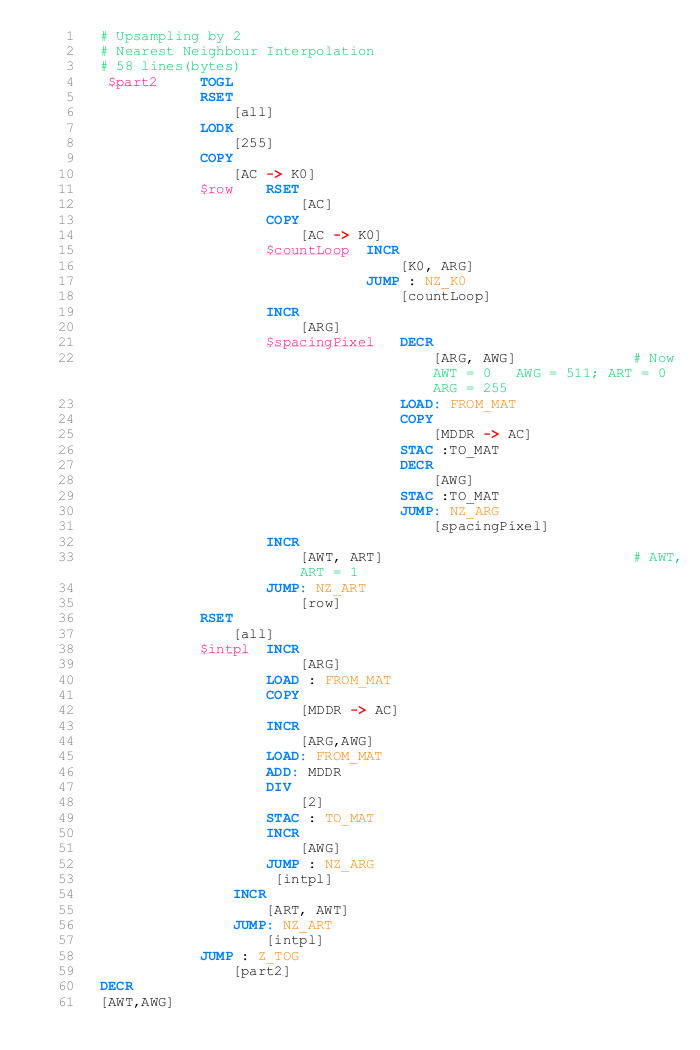 1 # Upsampling by 2
2 # Nearest Neighbour Interpolation
3 # 58 lines(bytes)
4 $part2 TOGL
5 RSET
6 [all]
7 LODK
8 [255]
9 COPY
10 [AC -> K0]
11 $row RSET
12 [AC]
13 COPY
14 [AC -> K0]
15 $countLoop INCR
16 [K0, ARG]
17 JUMP : NZ_K0
18 [countLoop]
19 INCR
20 [ARG]
21 $spacingPixel DECR
22 [ARG, AWG] # Now
AWT = 0 AWG = 511; ART = 0
ARG = 255
23 LOAD: FROM_MAT
24 COPY
25 [MDDR -> AC]
26 STAC :TO_MAT
27 DECR
28 [AWG]
29 STAC :TO_MAT
30 JUMP: NZ_ARG
31 [spacingPixel]
32 INCR
33 [AWT, ART] # AWT,
ART = 1
34 JUMP: NZ_ART
35 [row]
36 RSET
37 [all]
38 $intpl INCR
39 [ARG]
40 LOAD : FROM_MAT
41 COPY
42 [MDDR -> AC]
43 INCR
44 [ARG,AWG]
45 LOAD: FROM_MAT
46 ADD: MDDR
47 DIV
48 [2]
49 STAC : TO_MAT
50 INCR
51 [AWG]
52 JUMP : NZ_ARG
53 [intpl]
54 INCR
55 [ART, AWT]
56 JUMP: NZ_ART
57 [intpl]
58 JUMP : Z_TOG
59 [part2]
60 DECR
61 [AWT,AWG]